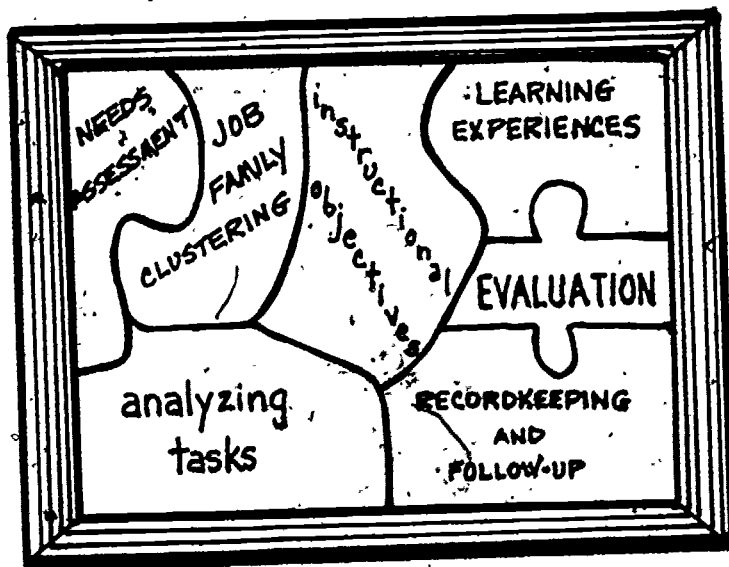 NEEDS
ASSESSMENT
JOB
FAMILY
CLUSTERING
instructional
objectives
LEARNING
EXPERIENCES
EVALUATION
analyzing
tasks
RECORDKEEPING
AND
FOLLOW-UP